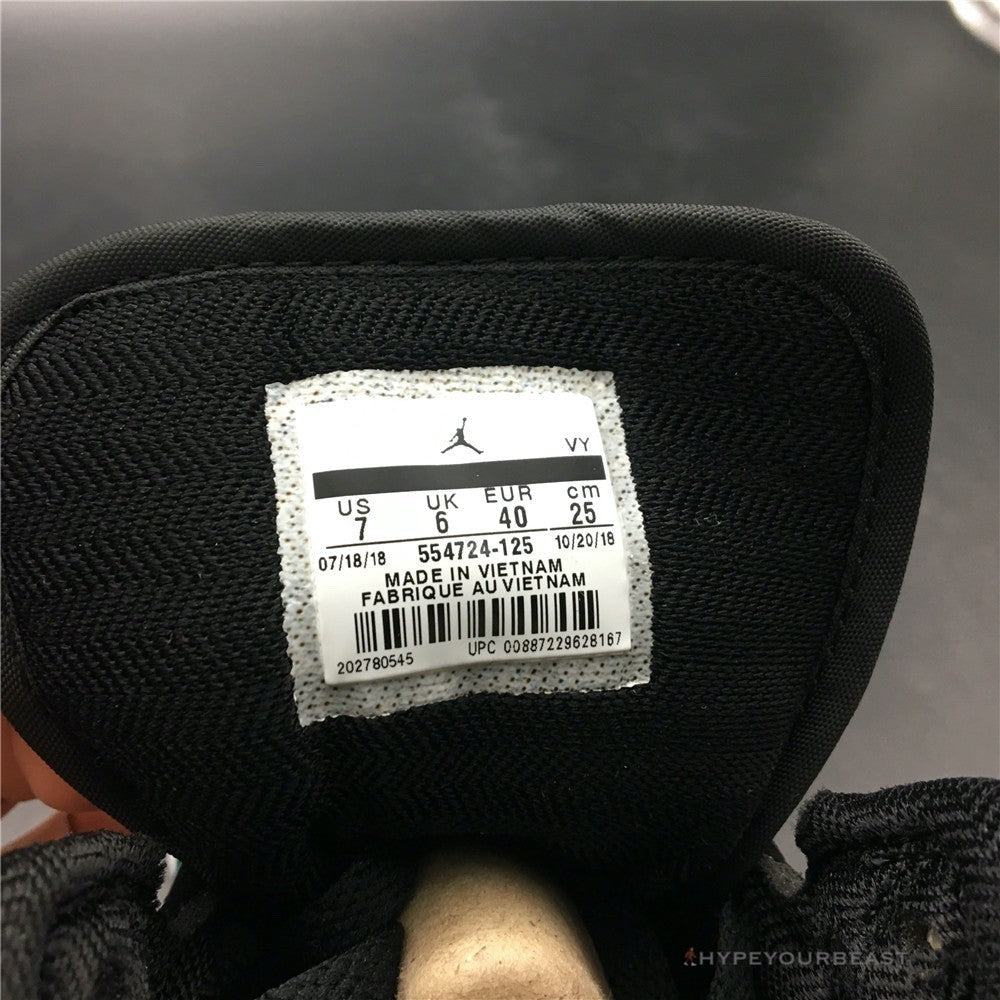 VY
US UK EUR cm
7 6 40 25
07/18/18 554724-125 10/20/18
MADE IN VIETNAM
FABRIQUE AU VIETNAM
202780545 UPC 00887229628167
HYPEYOURBEAST